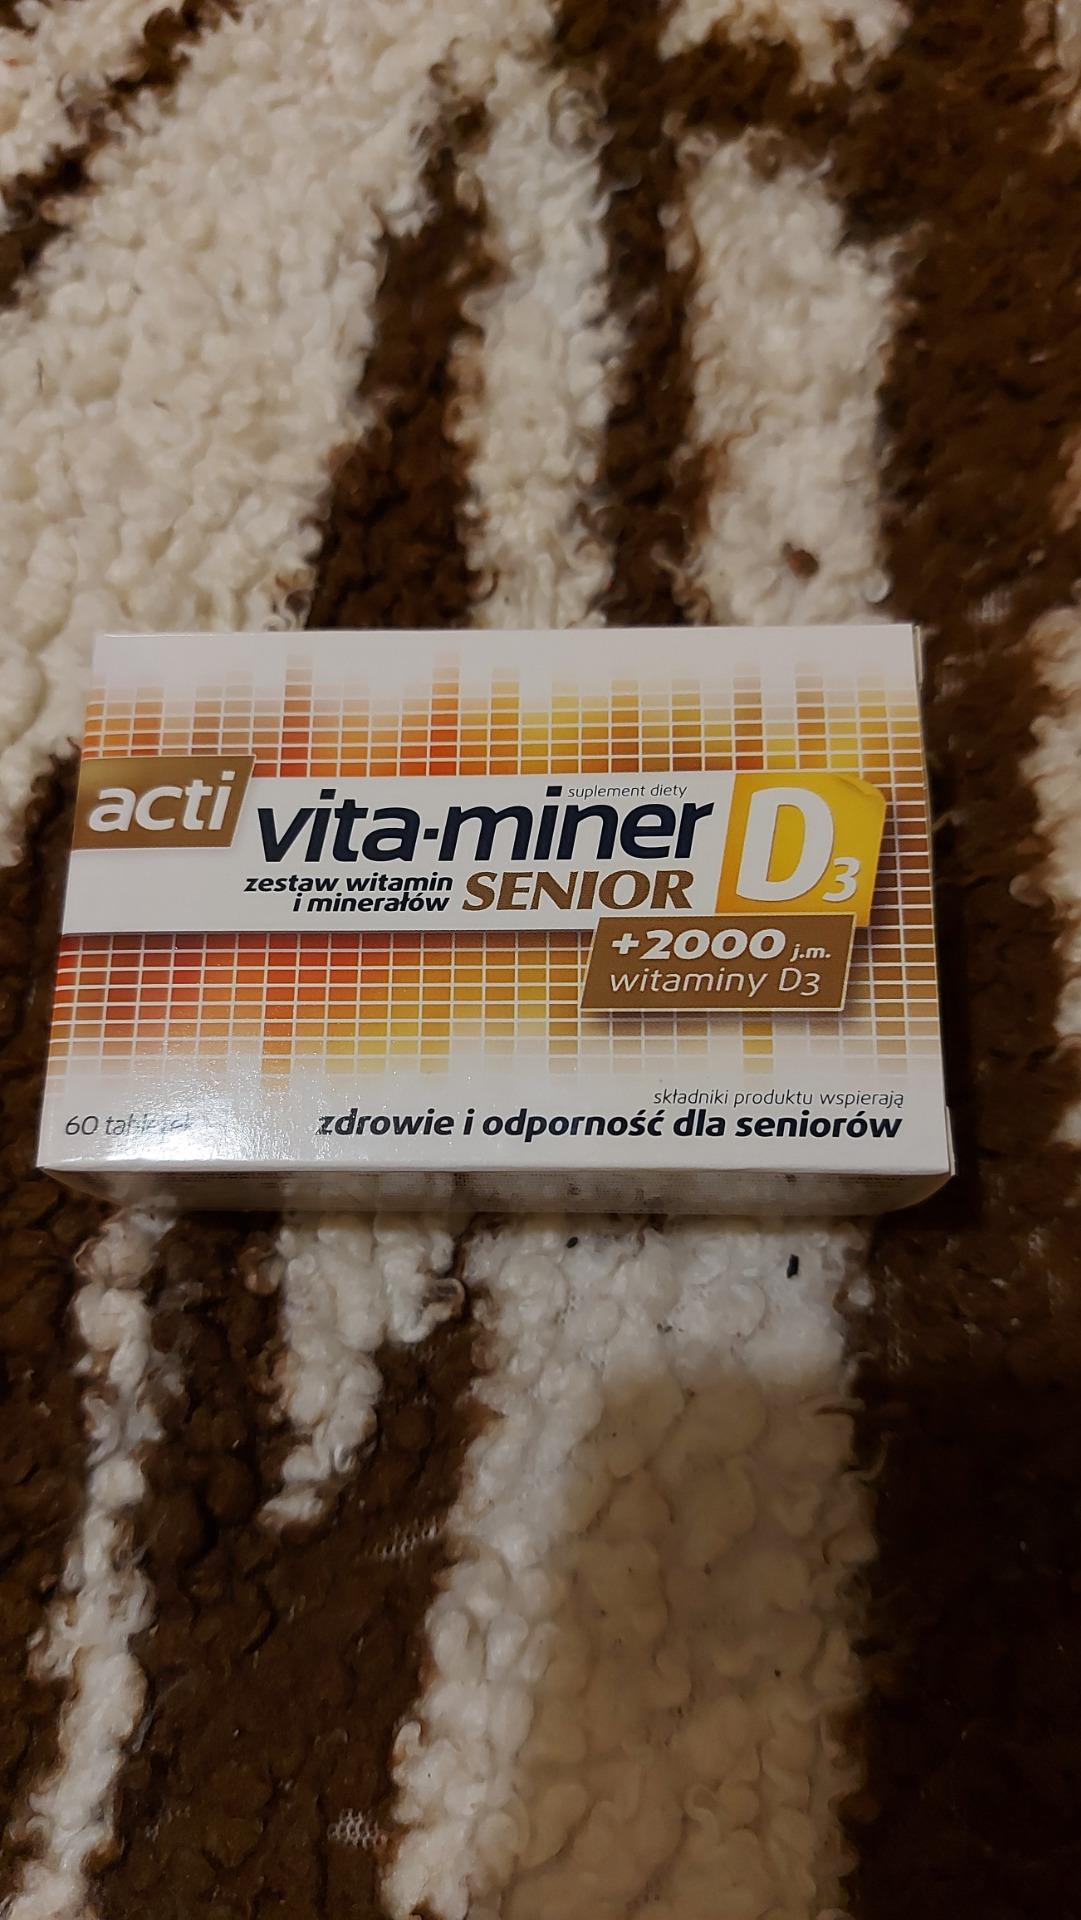 acti
suplement diety
vita-miner
D3
zestaw witamin
i minerałów
SENIOR
+2000 j.m.
witaminy D3
składniki produktu wspierają
60 tabletek
zdrowie i odporność dla seniorów